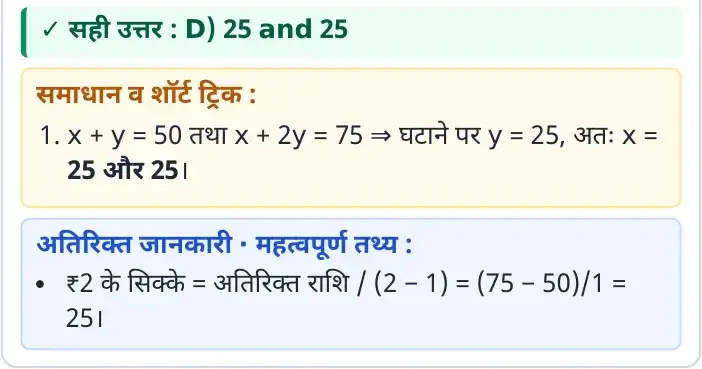 ✓ सही उत्तर : D) 25 and 25
समाधान व शॉर्ट ट्रिक :
1. x + y = 50 तथा x + 2y = 75 ⇒ घटाने पर y = 25, अतः x =
25 और 25।
अतिरिक्त जानकारी · महत्वपूर्ण तथ्य :
• ₹2 के सिक्के = अतिरिक्त राशि / (2 − 1) = (75 − 50)/1 =
25।